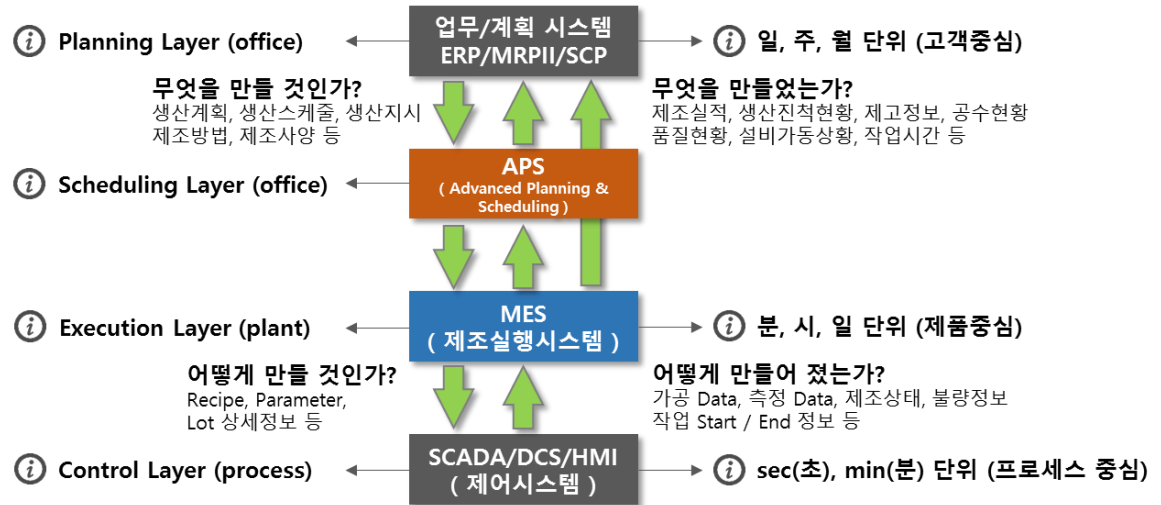 Planning Layer (office)
업무/계획 시스템
ERP/MRPII/SCP
일, 주, 월 단위 (고객중심)
무엇을 만들 것인가?
생산계획, 생산스케줄, 생산지시
제조방법, 제조사양 등
무엇을 만들었는가?
제조실적, 생산진척현황, 제고정보, 공수현황
품질현황, 설비가동상황, 작업시간 등
Scheduling Layer (office)
APS
( Advanced Planning &
Scheduling )
Execution Layer (plant)
MES
( 제조실행시스템 )
분, 시, 일 단위 (제품중심)
어떻게 만들 것인가?
Recipe, Parameter,
Lot 상세정보 등
어떻게 만들어 졌는가?
가공 Data, 측정 Data, 제조상태, 불량정보
작업 Start / End 정보 등
Control Layer (process)
SCADA/DCS/HMI
( 제어시스템 )
sec(초), min(분) 단위 (프로세스 중심)